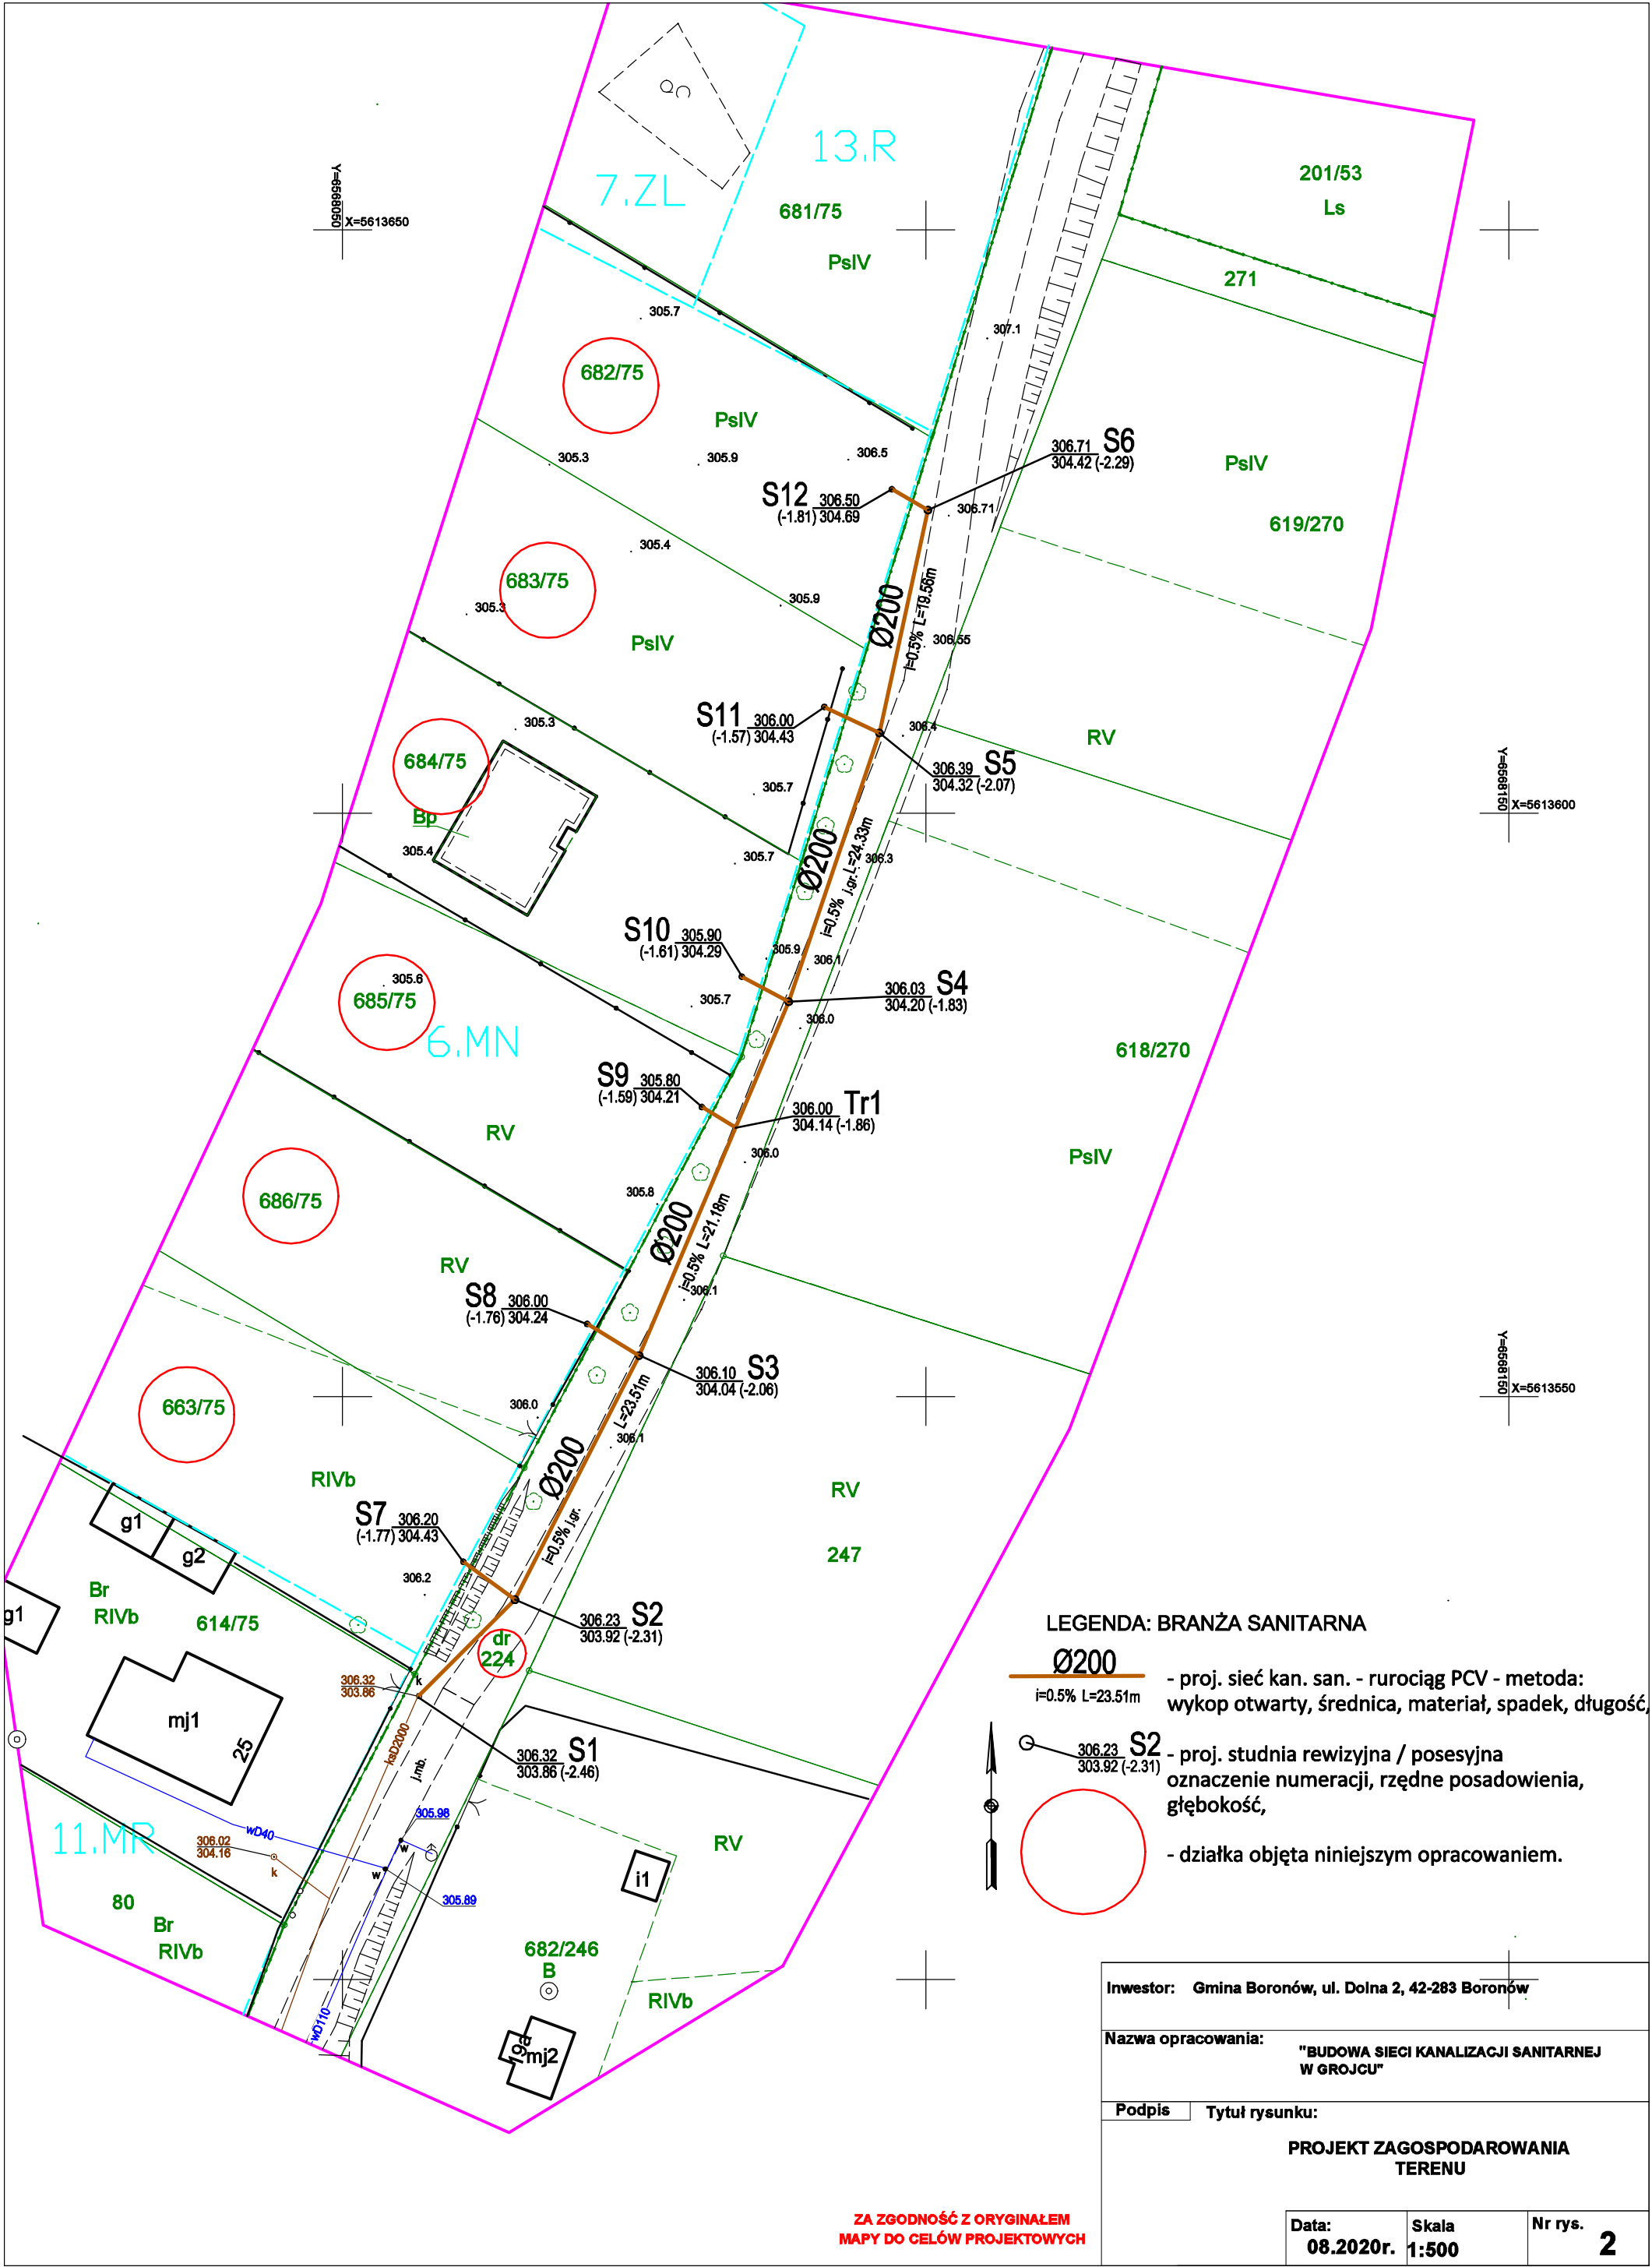 13.R
7.ZL
681/75
PsIV
201/53
Ls
271
Y=6568050
X=5613650
305.7
307.1
682/75
PsIV
305.3
305.9
306.5
306.71 S6
304.42 (-2.29)
PsIV
619/270
S12 306.50
(-1.81) 304.69
306.71
305.4
683/75
305.3
305.9
PsIV
Ø200
i=0.5% L=19.56m
306.55
S11 306.00
(-1.57) 304.43
306.4
305.3
RV
684/75
306.39 S5
304.32 (-2.07)
305.7
Bp
305.4
Y=6568150
X=5613600
Ø200
i=0.5% j.gr. L=24.33m
305.7
306.3
S10 305.90
(-1.61) 304.29
305.9
306.1
305.6
685/75
305.7
306.03 S4
304.20 (-1.83)
306.0
6.MN
618/270
S9 305.80
(-1.59) 304.21
306.00 Tr1
304.14 (-1.86)
RV
306.0
PsIV
686/75
305.8
Ø200
i=0.5% L=21.18m
RV
306.1
S8 306.00
(-1.76) 304.24
306.10 S3
304.04 (-2.06)
Y=6568150
X=5613550
663/75
306.0
L=23.51m
306.1
Ø200
i=0.5% j.gr.
RIVb
RV
S7 306.20
(-1.77) 304.43
g1
g2
247
306.2
Br
RIVb
g1
614/75
306.23 S2
303.92 (-2.31)
dr
224
306.32
303.86
k
mj1
25
ksD2000
j.mb.
306.32 S1
303.86 (-2.46)
305.98
wD40
w
w
11.MR
306.02
304.16
k
305.89
RV
i1
80
Br
RIVb
682/246
B
RIVb
wD110
19a
mj2
LEGENDA: BRANŻA SANITARNA
Ø200
i=0.5% L=23.51m
- proj. sieć kan. san. - rurociąg PCV - metoda:
wykop otwarty, średnica, materiał, spadek, długość,
306.23 S2
303.92 (-2.31)
- proj. studnia rewizyjna / posesyjna
oznaczenie numeracji, rzędne posadowienia,
głębokość,
- działka objęta niniejszym opracowaniem.
Inwestor: Gmina Boronów, ul. Dolna 2, 42-283 Boronów
Nazwa opracowania:
"BUDOWA SIECI KANALIZACJI SANITARNEJ
W GROJCU"
Podpis
Tytuł rysunku:
PROJEKT ZAGOSPODAROWANIA
TERENU
ZA ZGODNOŚĆ Z ORYGINAŁEM
MAPY DO CELÓW PROJEKTOWYCH
Data:
08.2020r.
Skala
1:500
Nr rys.
2